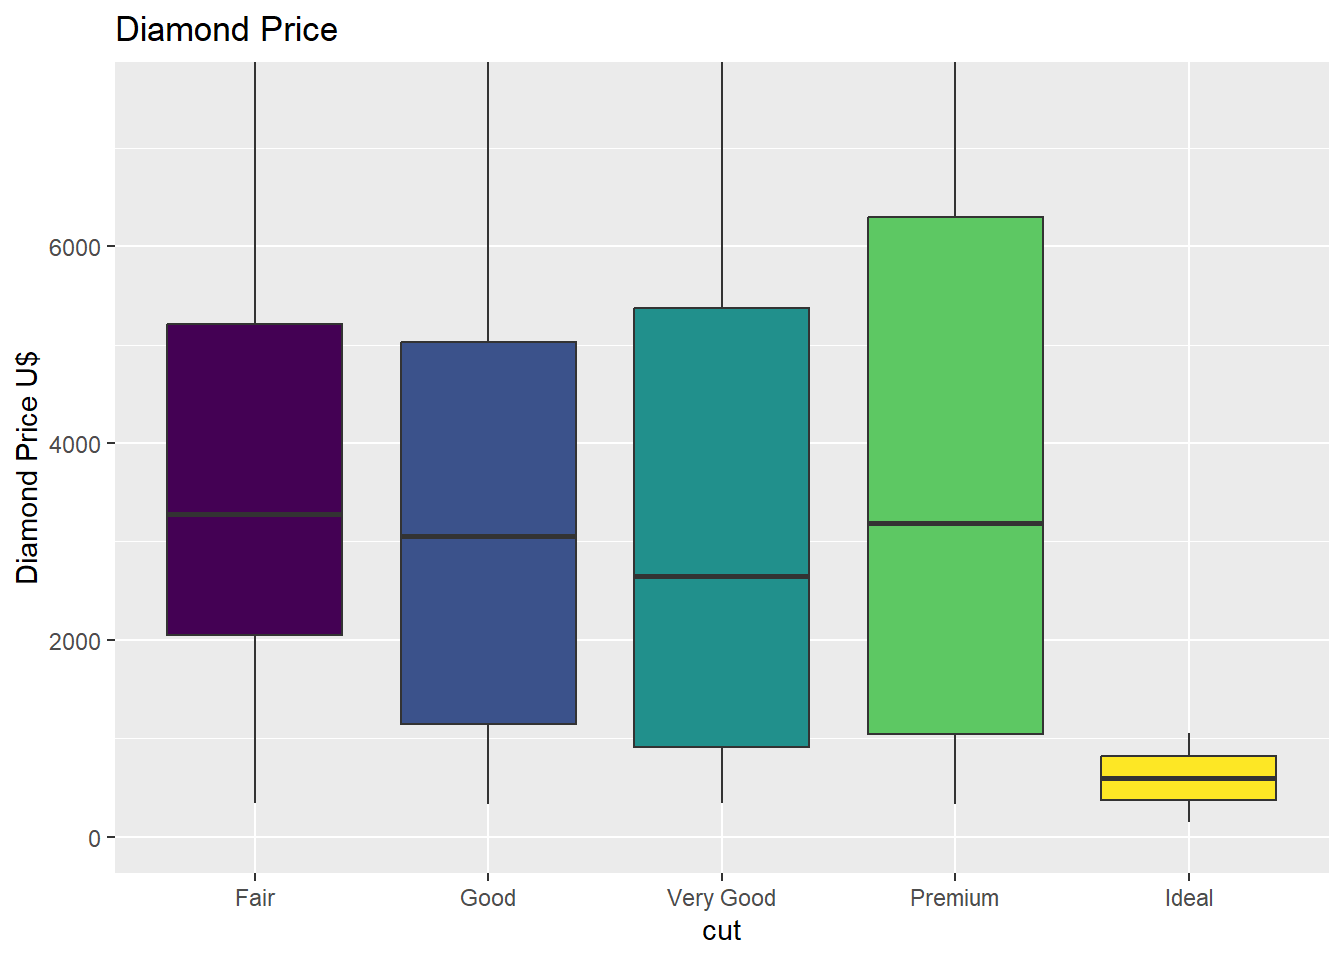 Diamond Price
Diamond Price U$
6000
4000
2000
0
Fair
Good
Very Good
Premium
Ideal
cut